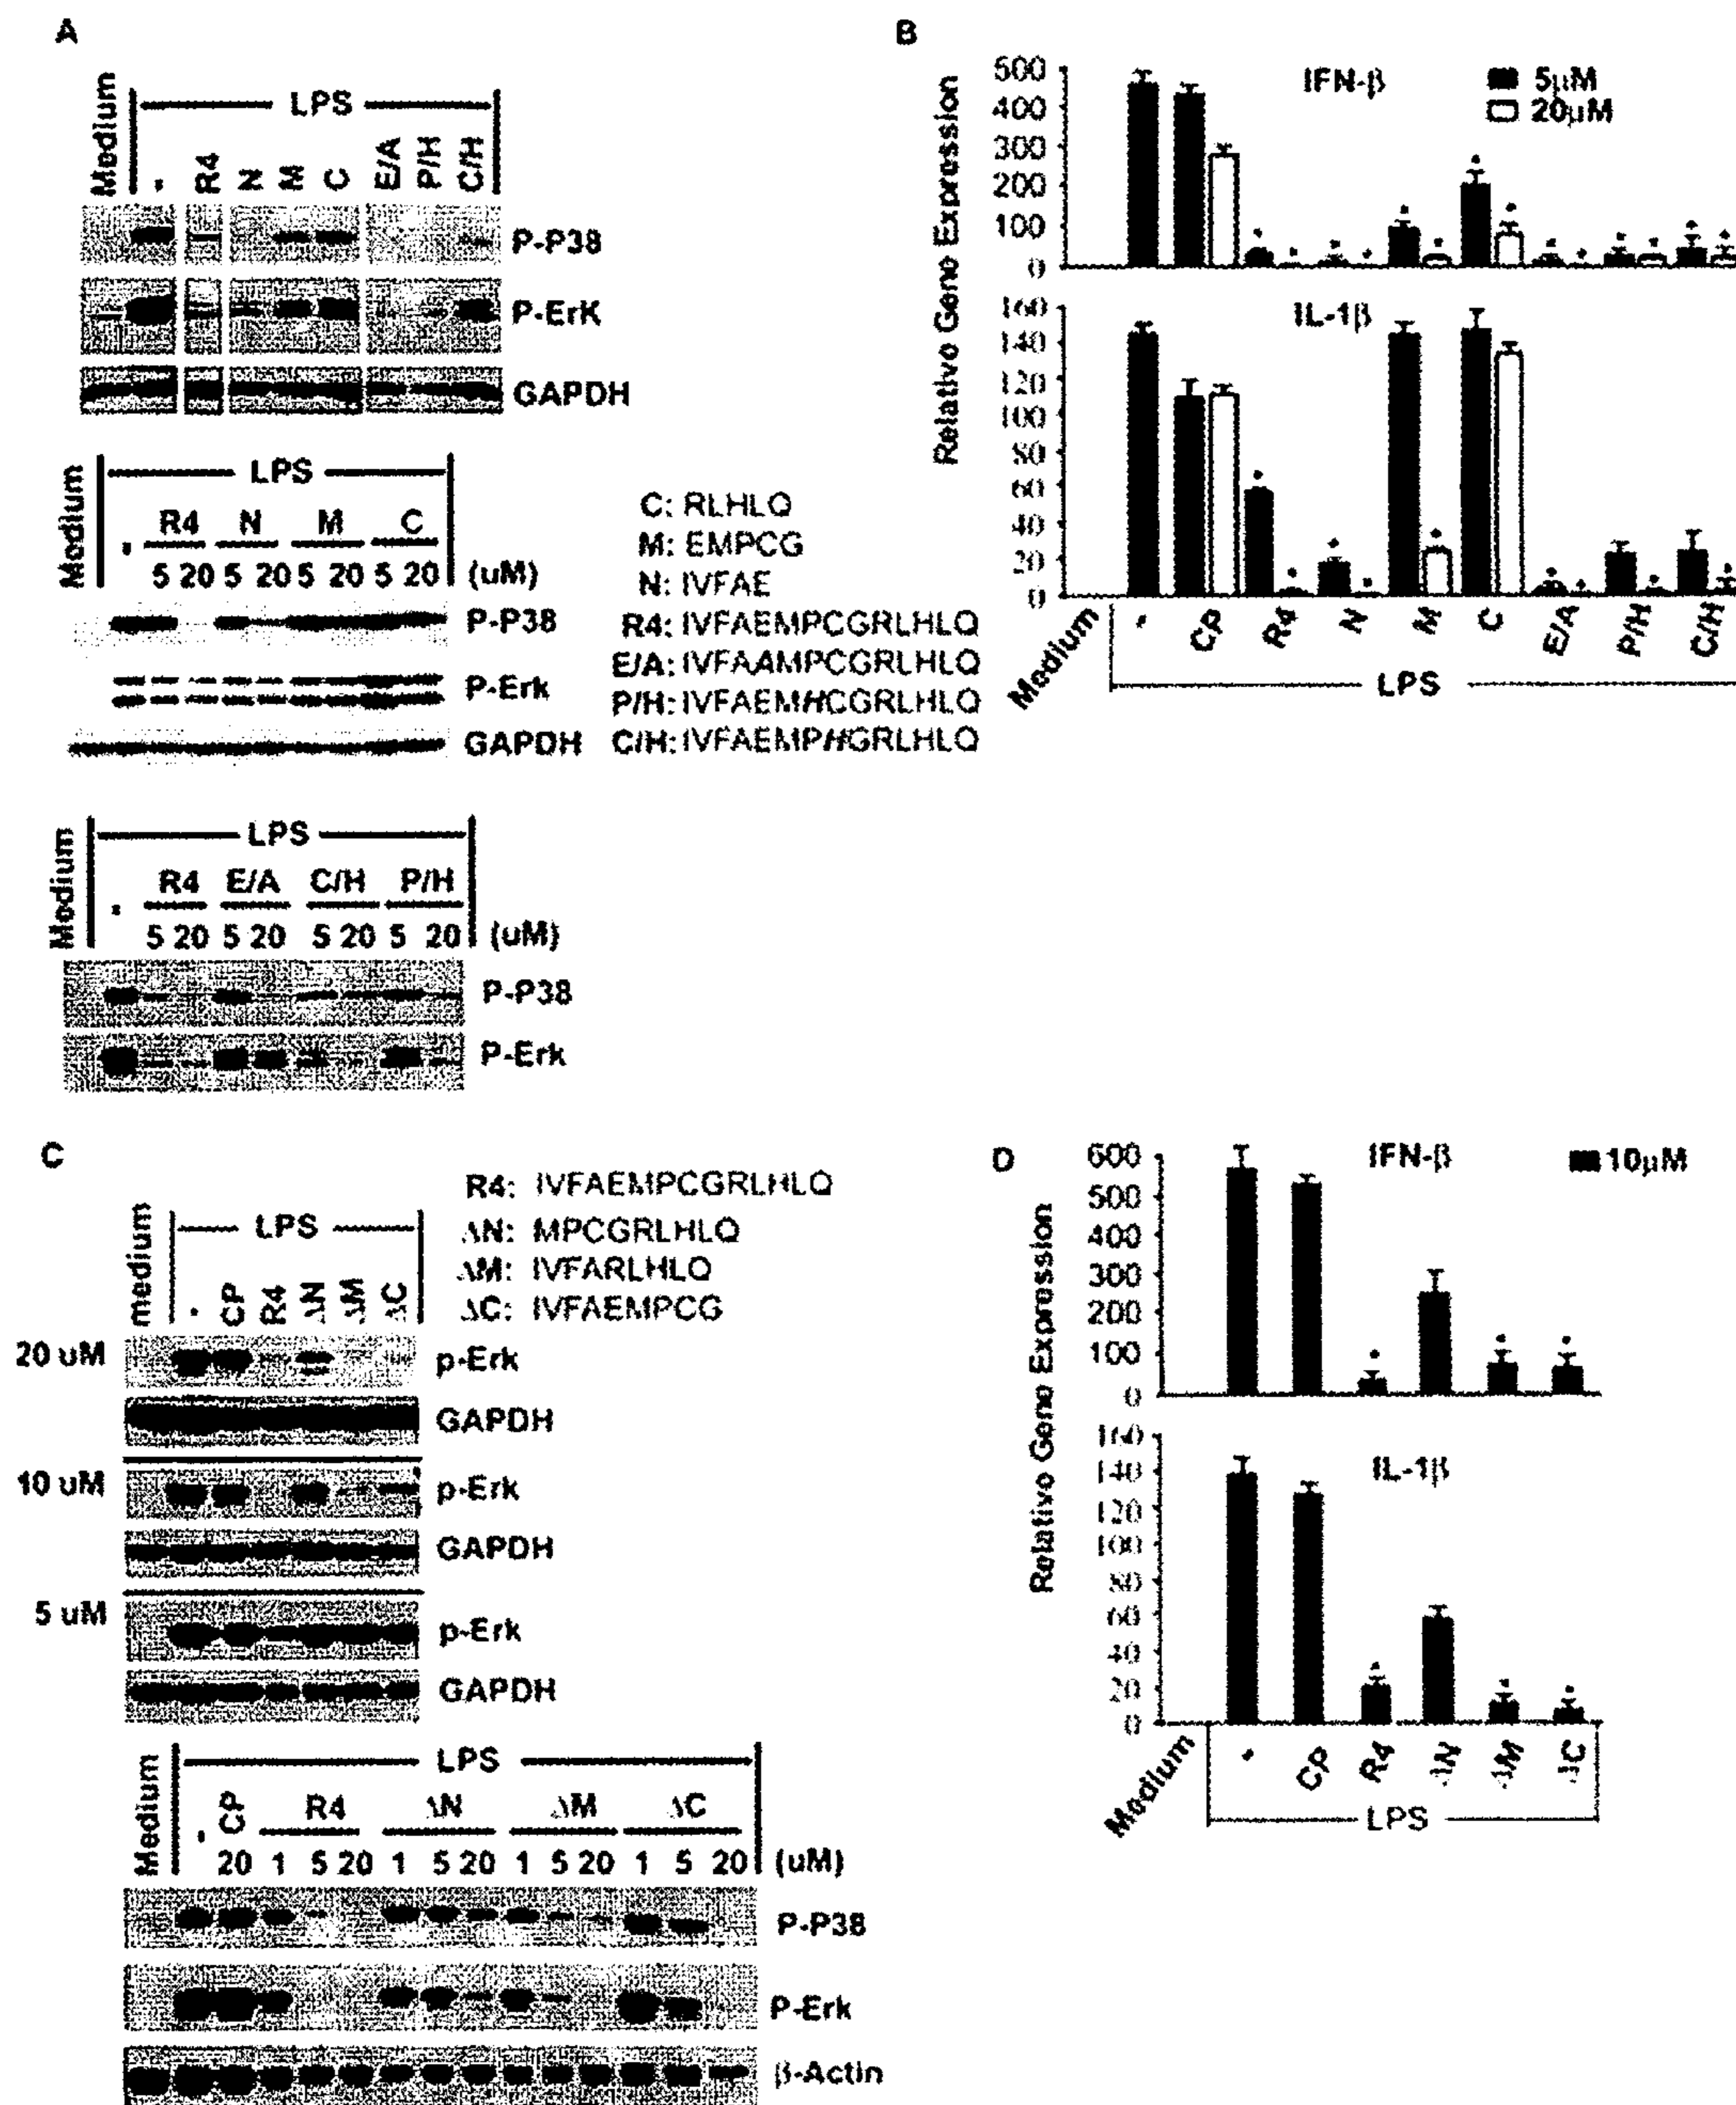 A
Medium
LPS
- R4 N M C E/A P/H C/H
P-P38
P-ErK
GAPDH
Medium
LPS
- R4 N M C
5 20 5 20 5 20 5 20 (uM)
P-P38
P-Erk
GAPDH
C: RLHLQ
M: EMPCG
N: IVFAE
R4: IVFAEMPCGRLHLQ
E/A: IVFAAMPCGRLHLQ
P/H: IVFAEMHCGRLHLQ
C/H: IVFAEMPHGRLHLQ
Medium
LPS
- R4 E/A C/H P/H
5 20 5 20 5 20 5 20 (uM)
P-P38
P-Erk
B
Relative Gene Expression
IFN-β
5μM
20μM
500
400
300
200
100
0
IL-1β
160
140
120
100
80
60
40
20
0
Medium - CP R4 N M C E/A P/H C/H
LPS
C
R4: IVFAEMPCGRLHLQ
ΔN: MPCGRLHLQ
ΔM: IVFARLHLQ
ΔC: IVFAEMPCG
medium
LPS
- CP R4 ΔN ΔM ΔC
20 uM
p-Erk
GAPDH
10 uM
p-Erk
GAPDH
5 uM
p-Erk
GAPDH
Medium
LPS
- CP R4 ΔN ΔM ΔC
20 1 5 20 1 5 20 1 5 20 1 5 20 (uM)
P-P38
P-Erk
β-Actin
D
Relative Gene Expression
IFN-β
10μM
600
500
400
300
200
100
0
IL-1β
160
140
120
100
80
60
40
20
0
Medium - CP R4 ΔN ΔM ΔC
LPS